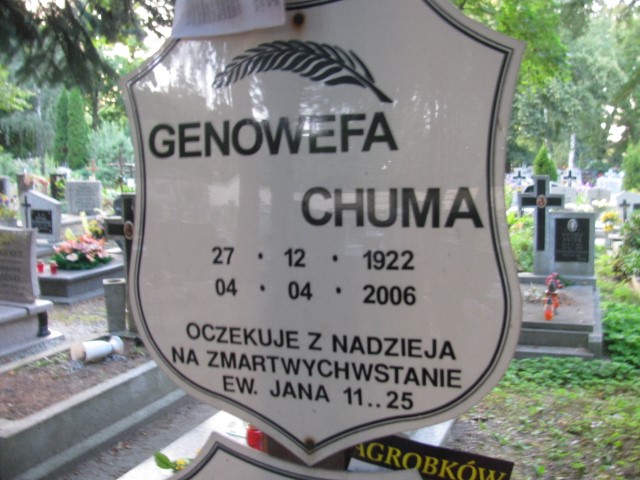 GENOWEFA
CHUMA
27 · 12 · 1922
04 · 04 · 2006
OCZEKUJE Z NADZIEJA
NA ZMARTWYCHWSTANIE
EW. JANA 11..25
AGROBKÓW